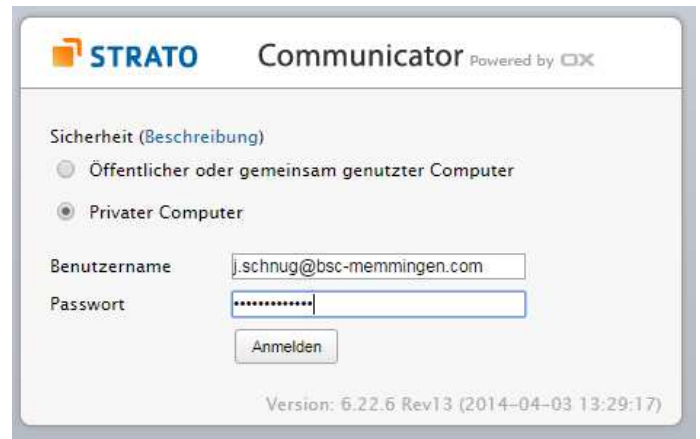 STRATO Communicator Powered by OX
Sicherheit (Beschreibung)
Öffentlicher oder gemeinsam genutzter Computer
Privater Computer
Benutzername j.schnug@bsc-memmingen.com
Passwort •••••••••••••
Anmelden
Version: 6.22.6 Rev13 (2014-04-03 13:29:17)